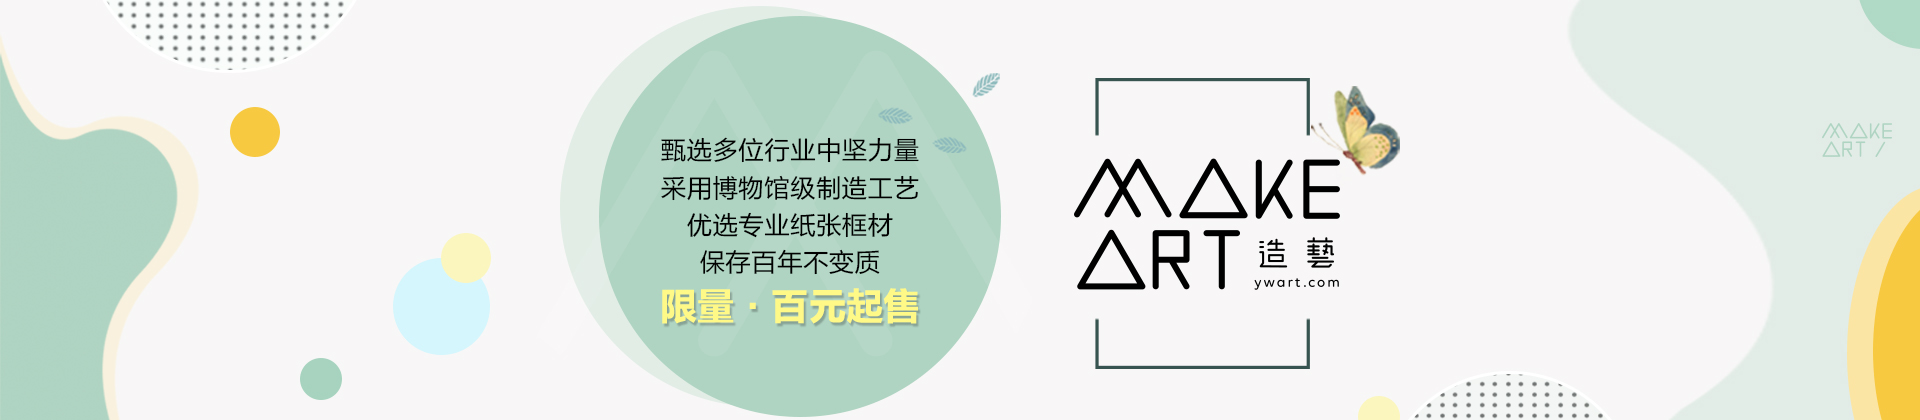 甄选多位行业中坚力量
采用博物馆级制造工艺
优选专业纸张框材
保存百年不变质
限量·百元起售
MAKE
ART 造藝
ywart.com
MAKE
ART /